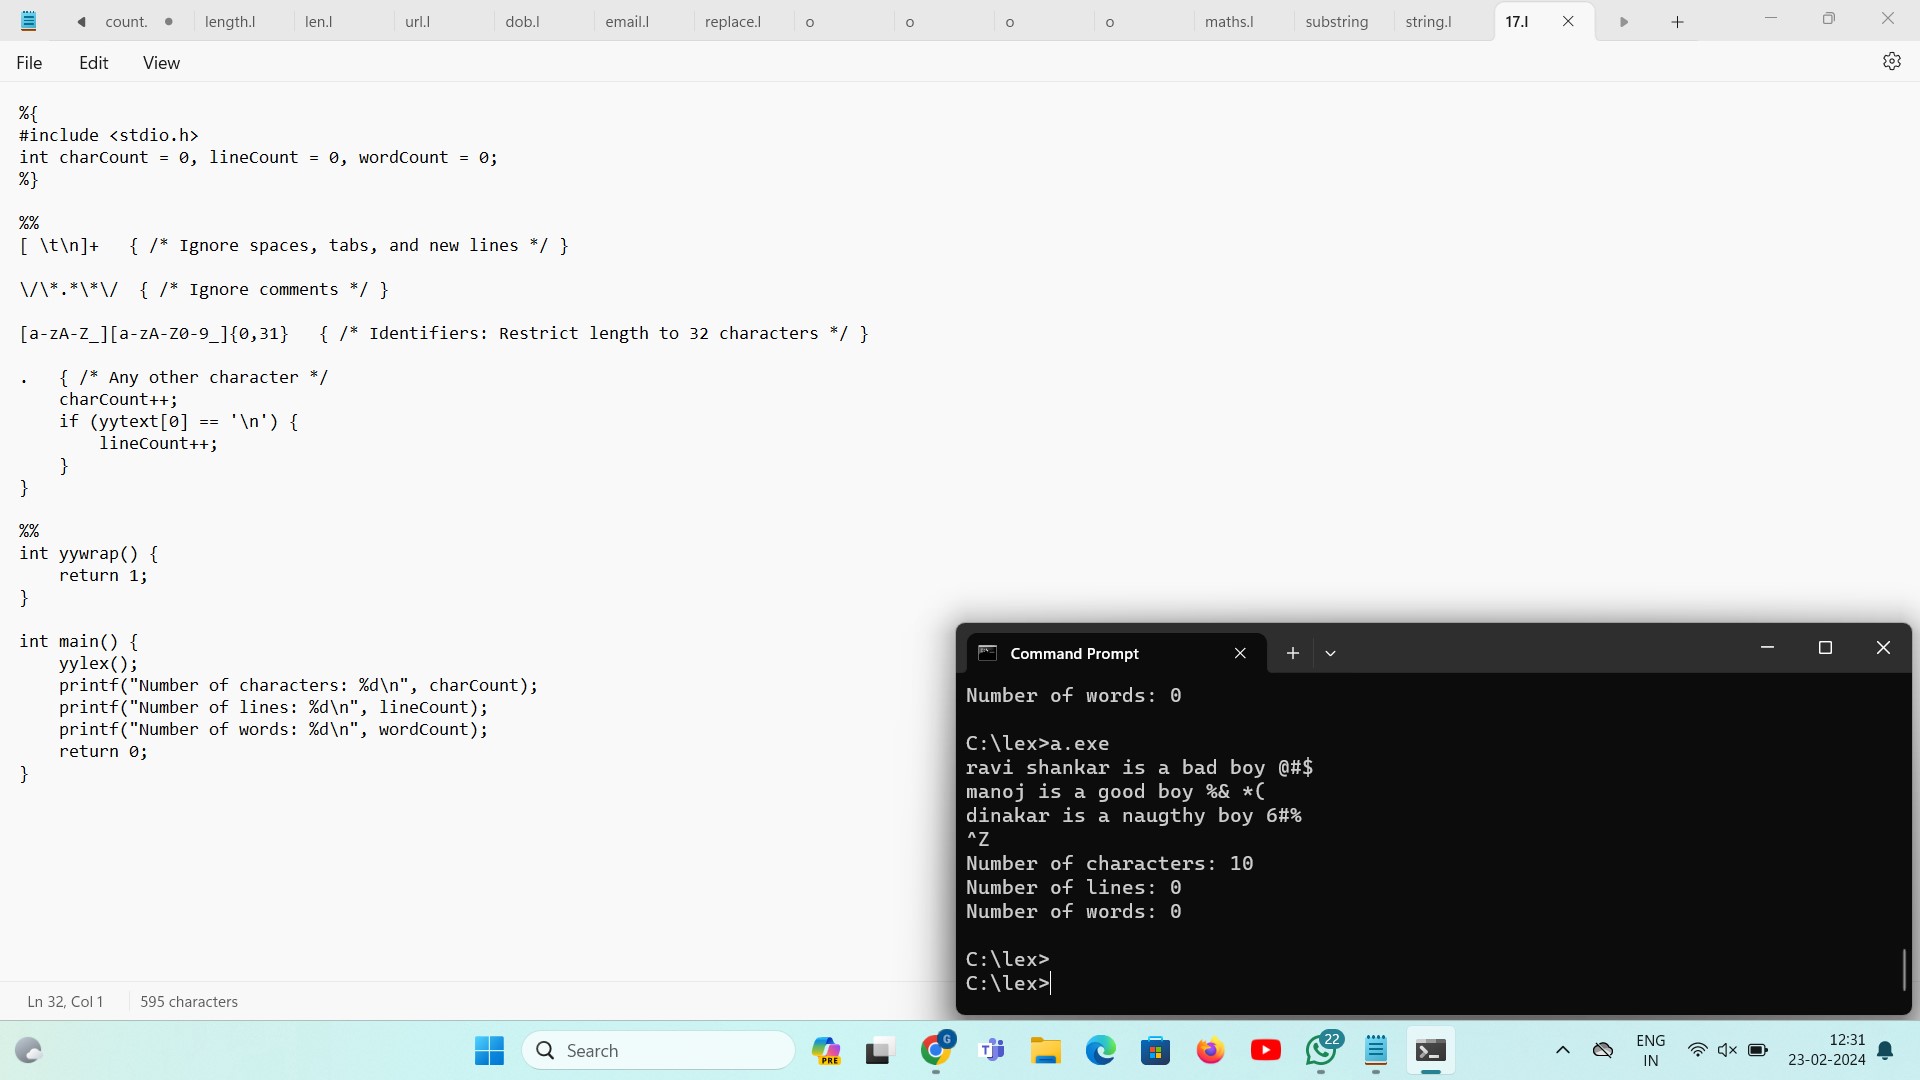 count.
length.l
len.l
url.l
dob.l
email.l
replace.l
o
o
o
o
maths.l
substring
string.l
17.l
File
Edit
View
%{
#include <stdio.h>
int charCount = 0, lineCount = 0, wordCount = 0;
%}
%%
[ \t\n]+   { /* Ignore spaces, tabs, and new lines */ }
\/\*.*\*\/  { /* Ignore comments */ }
[a-zA-Z_][a-zA-Z0-9_]{0,31}   { /* Identifiers: Restrict length to 32 characters */ }
.   { /* Any other character */
    charCount++;
    if (yytext[0] == '\n') {
        lineCount++;
    }
}
%%
int yywrap() {
    return 1;
}
int main() {
    yylex();
    printf("Number of characters: %d\n", charCount);
    printf("Number of lines: %d\n", lineCount);
    printf("Number of words: %d\n", wordCount);
    return 0;
}
Command Prompt
Number of words: 0
C:\lex>a.exe
ravi shankar is a bad boy @#$
manoj is a good boy %& *(
dinakar is a naugthy boy 6#%
^Z
Number of characters: 10
Number of lines: 0
Number of words: 0
C:\lex>
C:\lex>
Ln 32, Col 1
595 characters
Search
PRE
G
22
ENG
IN
12:31
23-02-2024